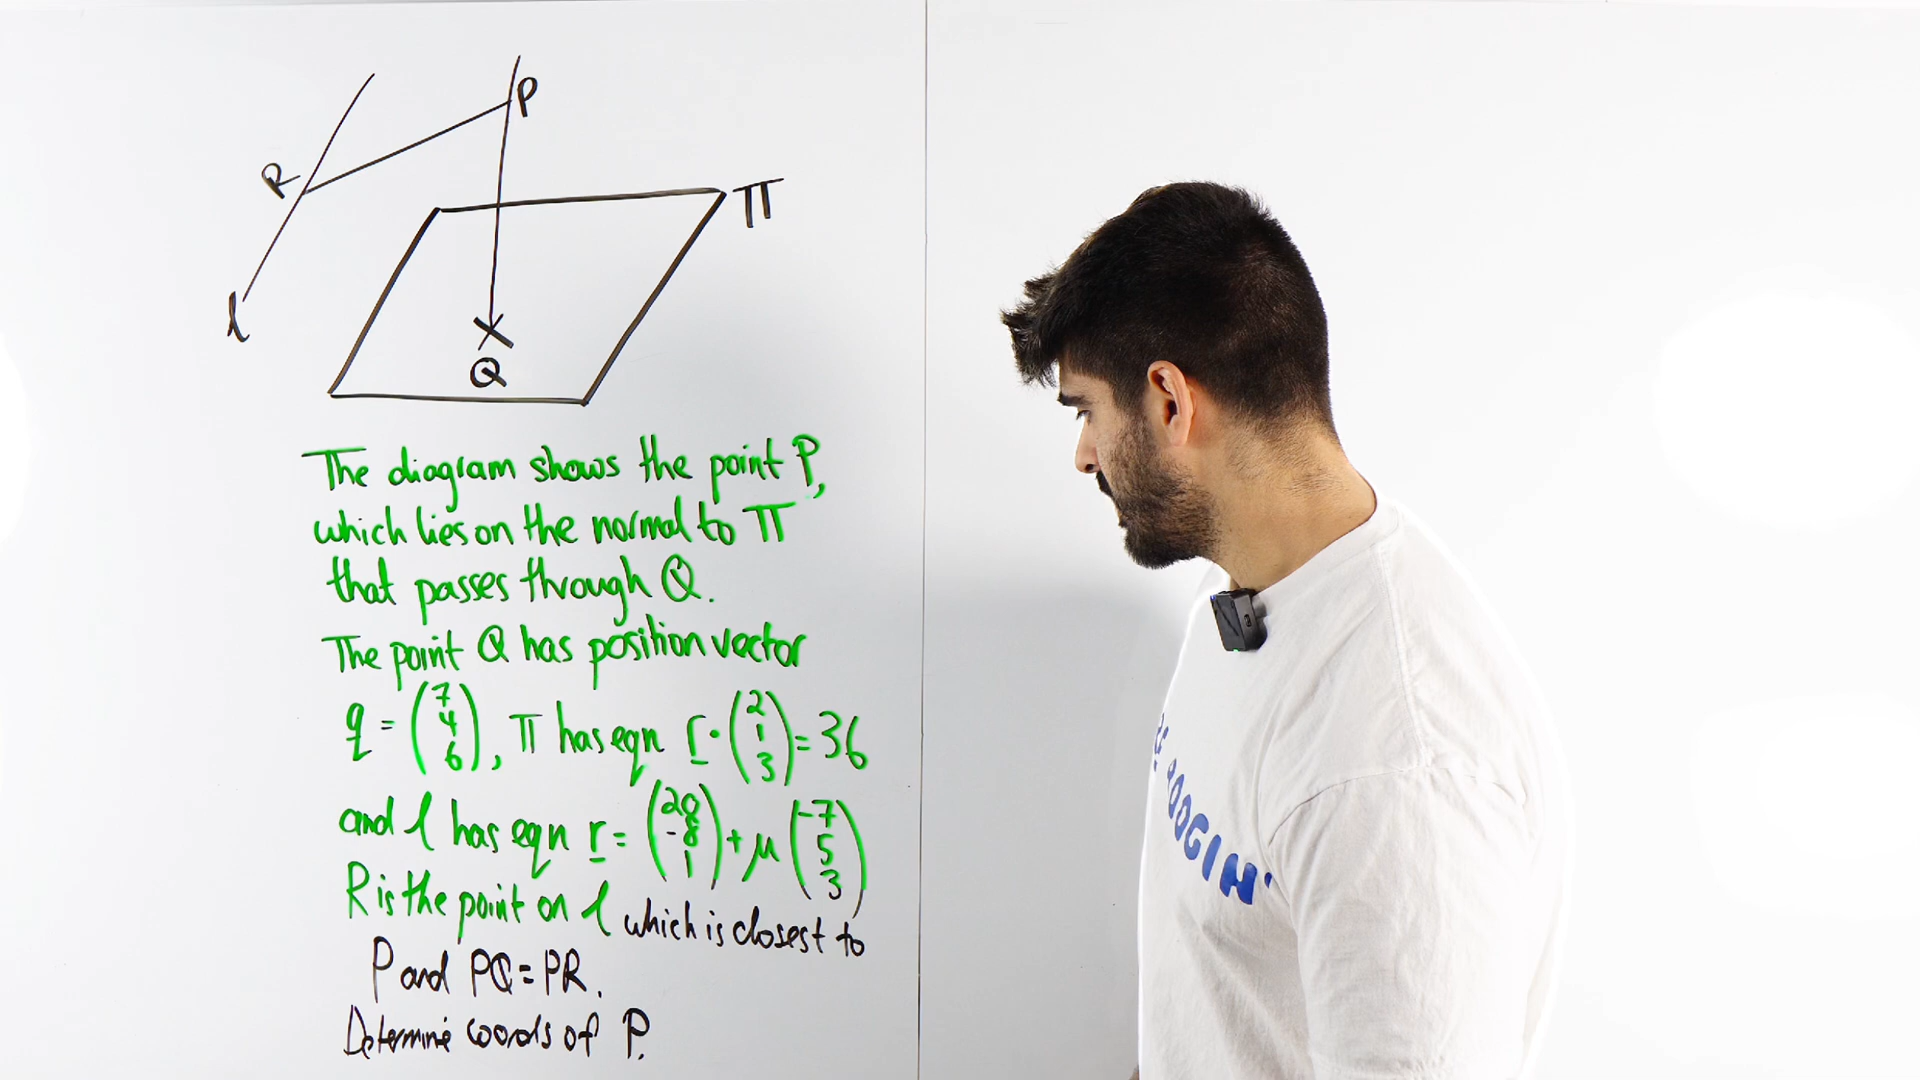 P
R
π
l
Q
The diagram shows the point P,
which lies on the normal to π
that passes through Q.
The point Q has position vector
q = (7 4 6), π has eqn r · (2 1 3) = 36
and l has eqn r = (20 -8 1) + μ (-7 5 3)
R is the point on l which is closest to
P and PQ = PR.
Determine coords of P.